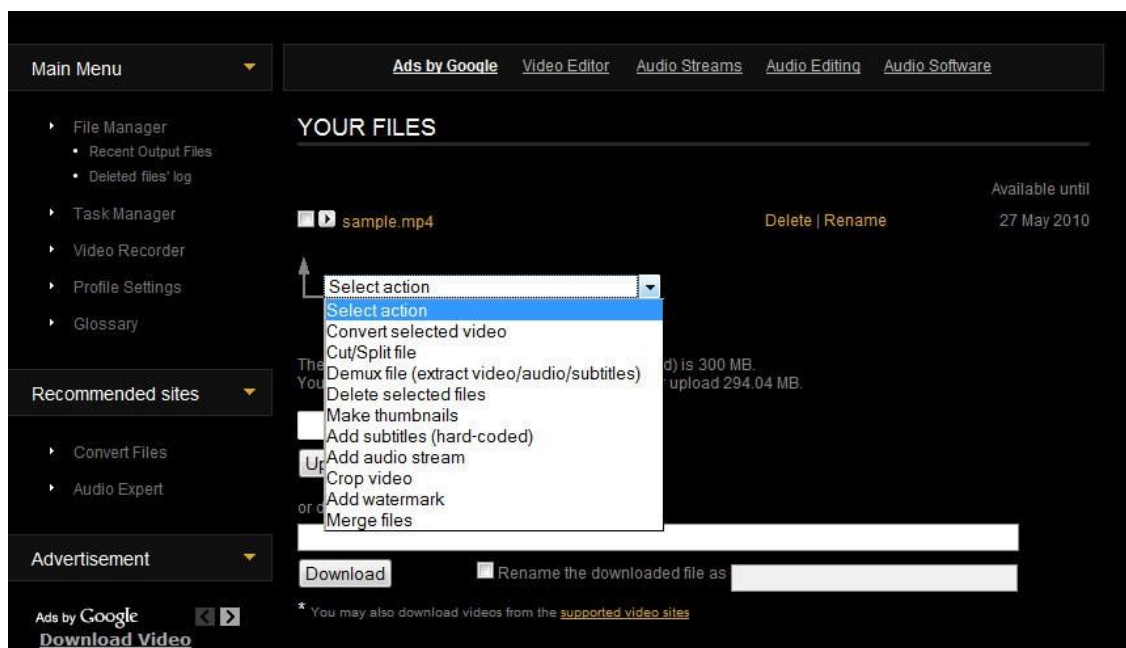 Main Menu
Ads by Google Video Editor Audio Streams Audio Editing Audio Software
File Manager
Recent Output Files
Deleted files' log
Task Manager
Video Recorder
Profile Settings
Glossary
Recommended sites
Convert Files
Audio Expert
Advertisement
Ads by Google
Download Video
YOUR FILES
Available until
sample.mp4 Delete | Rename 27 May 2010
Select action
Select action
Convert selected video
Cut/Split file
Demux file (extract video/audio/subtitles)
Delete selected files
Make thumbnails
Add subtitles (hard-coded)
Add audio stream
Crop video
Add watermark
Merge files
is 300 MB.
upload 294.04 MB.
or
Download Rename the downloaded file as
* You may also download videos from the supported video sites